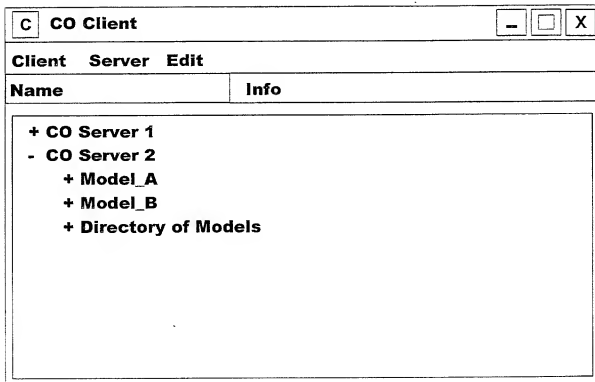 C CO Client _ X
Client Server Edit
Name Info
+ CO Server 1
- CO Server 2
+ Model_A
+ Model_B
+ Directory of Models